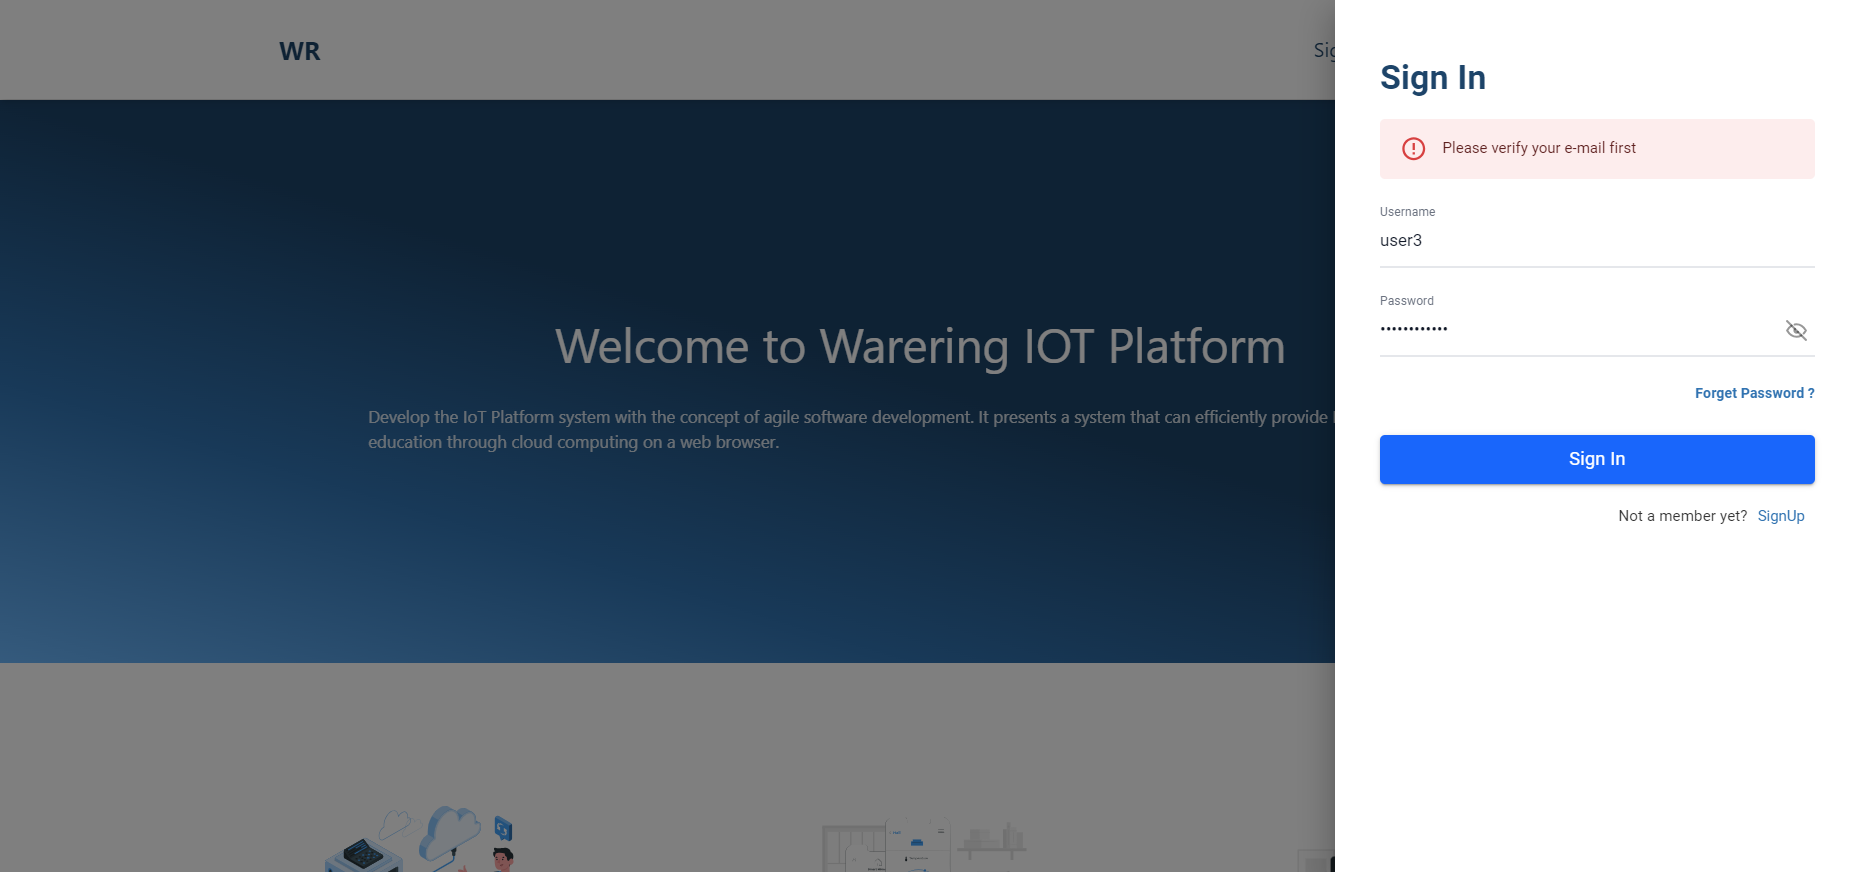 WR
Welcome to Warering IOT Platform
Develop the IoT Platform system with the concept of agile software development. It presents a system that can efficiently provide
education through cloud computing on a web browser.
Sign In
Please verify your e-mail first
Username
user3
Password
••••••••••••
Forget Password ?
Sign In
Not a member yet? SignUp